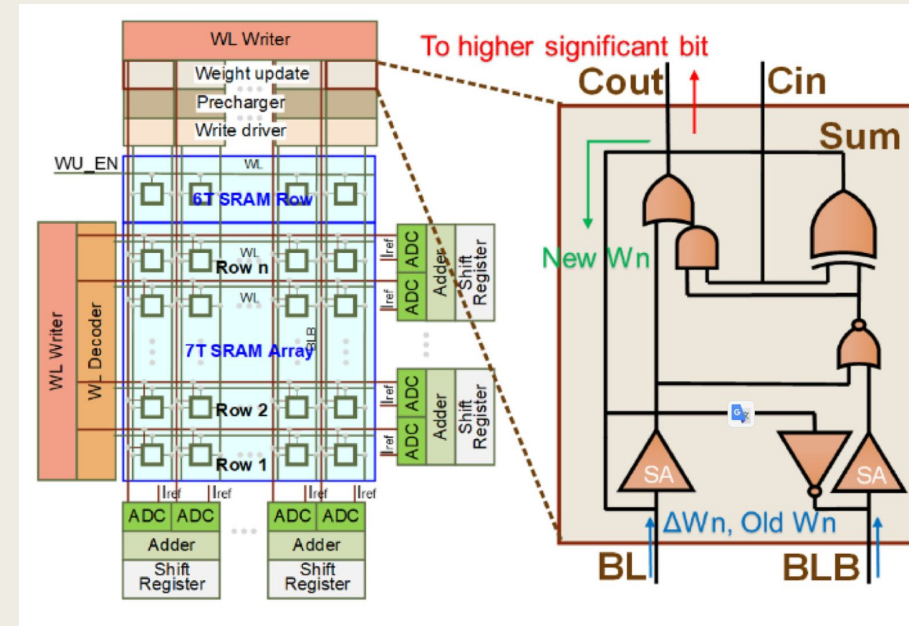 WL Writer
Weight update
Precharger
Write driver
WU_EN
WL
6T SRAM Row
WL Writer
WL Decoder
WL
Row n
WL
BLB
7T SRAM Array
Row 2
Row 1
Iref
ADC
Iref
ADC
Adder
Shift
Register
Iref
ADC
Iref
ADC
Adder
Shift
Register
Iref
Iref
Iref
Iref
ADC
ADC
ADC
ADC
Adder
Adder
Shift
Register
Shift
Register
To higher significant bit
Cout
Cin
Sum
New Wn
SA
SA
ΔWn, Old Wn
BL
BLB
G